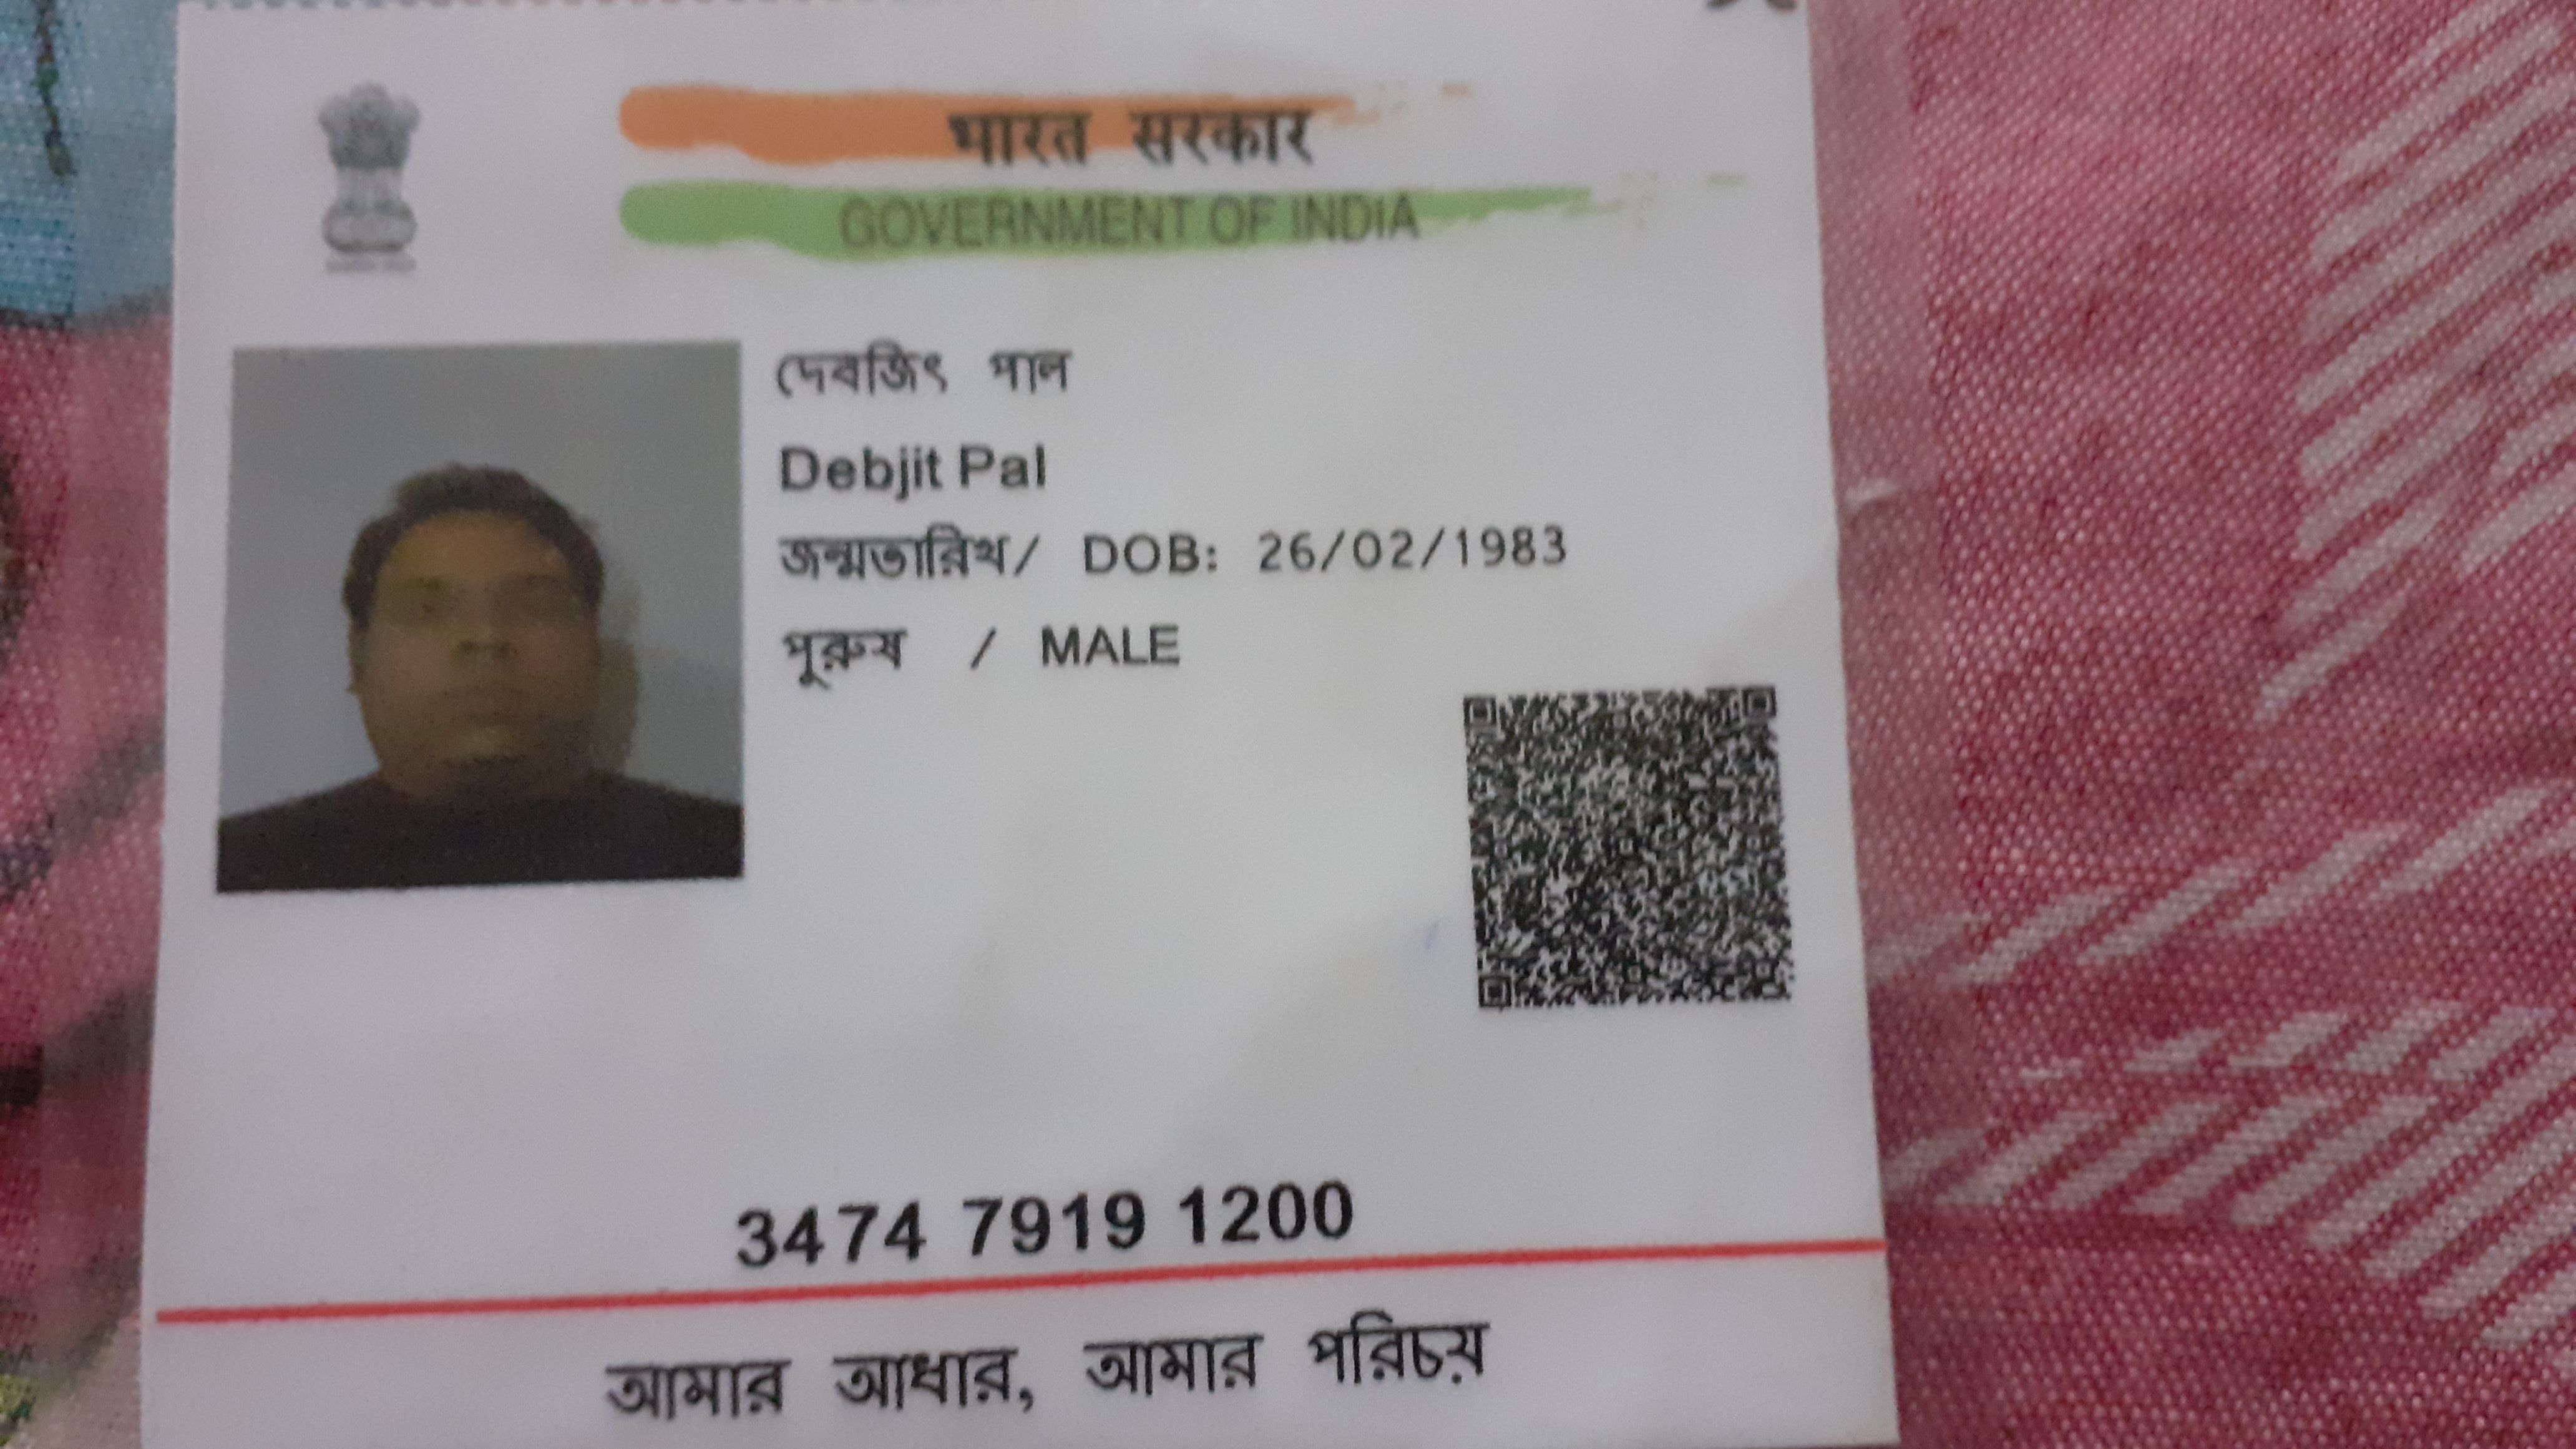 भारत सरकार
GOVERNMENT OF INDIA
দেবজিৎ পাল
Debjit Pal
জন্মতারিখ/ DOB: 26/02/1983
পুরুষ / MALE
3474 7919 1200
আমার আধার, আমার পরিচয়